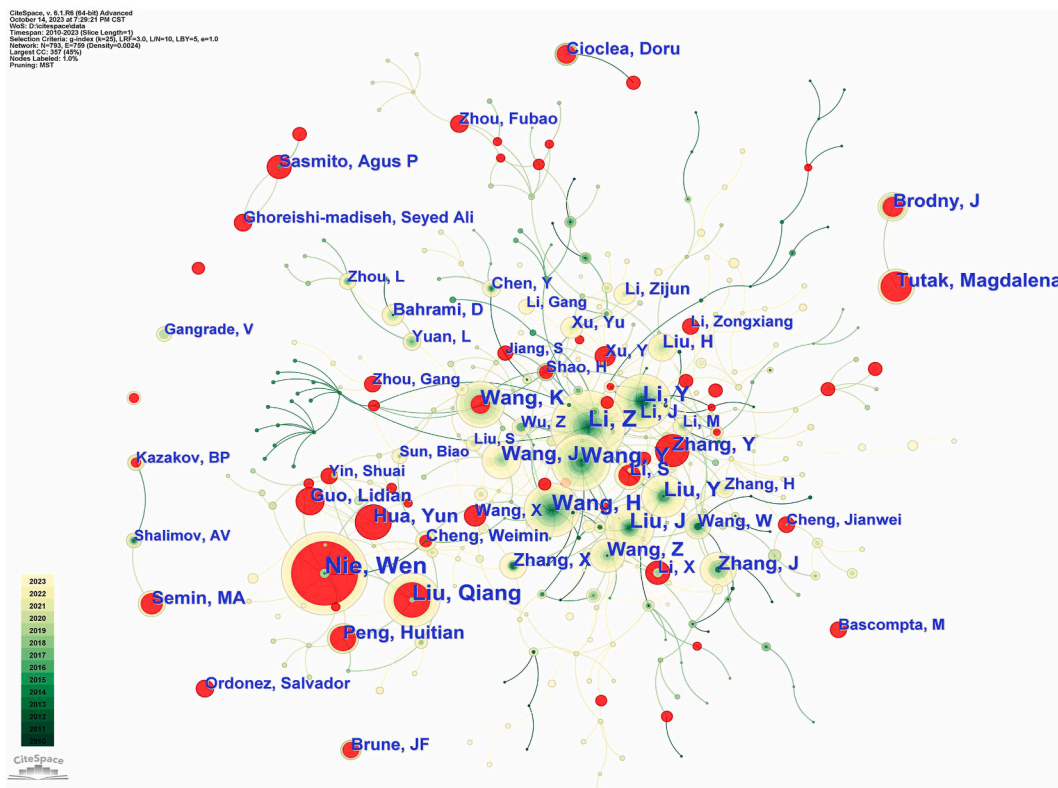 CiteSpace, v. 6.1.R6 (64-bit) Advanced
October 14, 2023 at 7:29:21 PM CST
WoS: D:\citespace\data
Timespan: 2010-2023 (Slice Length=1)
Selection Criteria: g-index (k=25), LRF=3.0, L/N=10, LBY=5, e=1.0
Network: N=793, E=759 (Density=0.0024)
Largest CC: 357 (45%)
Nodes Labeled: 1.0%
Pruning: MST
Cioclea, Doru
Zhou, Fubao
Sasmito, Agus P
Brodny, J
Ghoreishi-madiseh, Seyed Ali
Zhou, L
Chen, Y
Li, Zijun
Tutak, Magdalena
Li, Gang
Bahrami, D
Gangrade, V
Xu, Yu
Li, Zongxiang
Yuan, L
Liu, H
Jiang, S
Xu, Y
Shao, H
Zhou, Gang
Wang, K
Li, Y
Li, J
Li, Z
Wu, Z
Li, M
Liu, S
Zhang, Y
Sun, Biao
Wang, J
Wang, Y
Kazakov, BP
Yin, Shuai
Li, S
Zhang, H
Guo, Lidian
Liu, Y
Wang, H
Hua, Yun
Wang, X
Liu, J
Wang, W
Cheng, Jianwei
Shalimov, AV
Cheng, Weimin
Wang, Z
Nie, Wen
Zhang, X
Li, X
Zhang, J
Liu, Qiang
Semin, MA
Bascompta, M
Peng, Huitian
Ordonez, Salvador
Brune, JF
2023
2022
2021
2020
2019
2018
2017
2016
2015
2014
2013
2012
2011
2010
CiteSpace